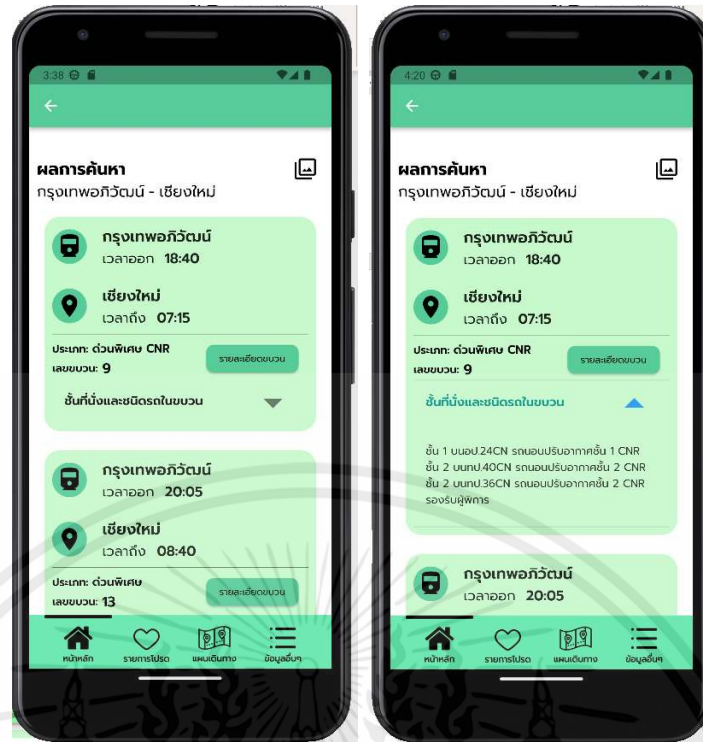 3:38
ผลการค้นหา
กรุงเทพอภิวัฒน์ - เชียงใหม่
กรุงเทพอภิวัฒน์
เวลาออก 18:40
เชียงใหม่
เวลาถึง 07:15
ประเภท: ด่วนพิเศษ CNR
เลขขบวน: 9
รายละเอียดขบวน
ชั้นที่นั่งและชนิดรถในขบวน
กรุงเทพอภิวัฒน์
เวลาออก 20:05
เชียงใหม่
เวลาถึง 08:40
ประเภท: ด่วนพิเศษ
เลขขบวน: 13
รายละเอียดขบวน
หน้าหลัก
รายการโปรด
แผนเดินทาง
ข้อมูลอื่นๆ
4:20
ผลการค้นหา
กรุงเทพอภิวัฒน์ - เชียงใหม่
กรุงเทพอภิวัฒน์
เวลาออก 18:40
เชียงใหม่
เวลาถึง 07:15
ประเภท: ด่วนพิเศษ CNR
เลขขบวน: 9
รายละเอียดขบวน
ชั้นที่นั่งและชนิดรถในขบวน
ชั้น 1 บนอป.24CN รถนอนปรับอากาศชั้น 1 CNR
ชั้น 2 บนท​ป.40CN รถนอนปรับอากาศชั้น 2 CNR
ชั้น 2 บนทป.36CN รถนอนปรับอากาศชั้น 2 CNR
รองรับผู้พิการ
กรุงเทพอภิวัฒน์
เวลาออก 20:05
หน้าหลัก
รายการโปรด
แผนเดินทาง
ข้อมูลอื่นๆ